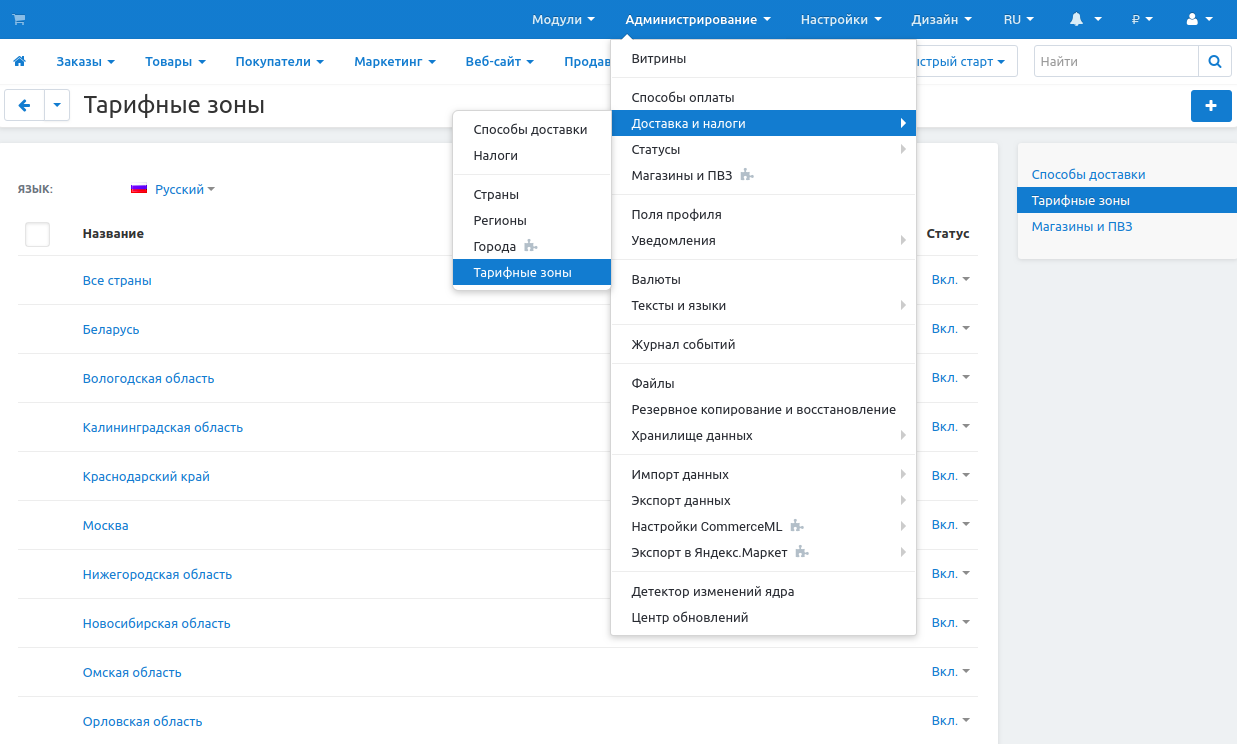 Модули Администрирование Настройки Дизайн RU ₽
Заказы Товары Покупатели Маркетинг Веб-сайт Найти
Тарифные зоны
Витрины
Способы оплаты
Доставка и налоги
Статусы
Магазины и ПВЗ
Поля профиля
Уведомления
Валюты
Тексты и языки
Журнал событий
Файлы
Резервное копирование и восстановление
Хранилище данных
Импорт данных
Экспорт данных
Настройки CommerceML
Экспорт в Яндекс.Маркет
Детектор изменений ядра
Центр обновлений
Способы доставки
Налоги
Страны
Регионы
Города
Тарифные зоны
ЯЗЫК: Русский
Название Статус
Все страны Вкл.
Беларусь Вкл.
Вологодская область Вкл.
Калининградская область Вкл.
Краснодарский край Вкл.
Москва Вкл.
Нижегородская область Вкл.
Новосибирская область Вкл.
Омская область Вкл.
Орловская область Вкл.
Способы доставки
Тарифные зоны
Магазины и ПВЗ